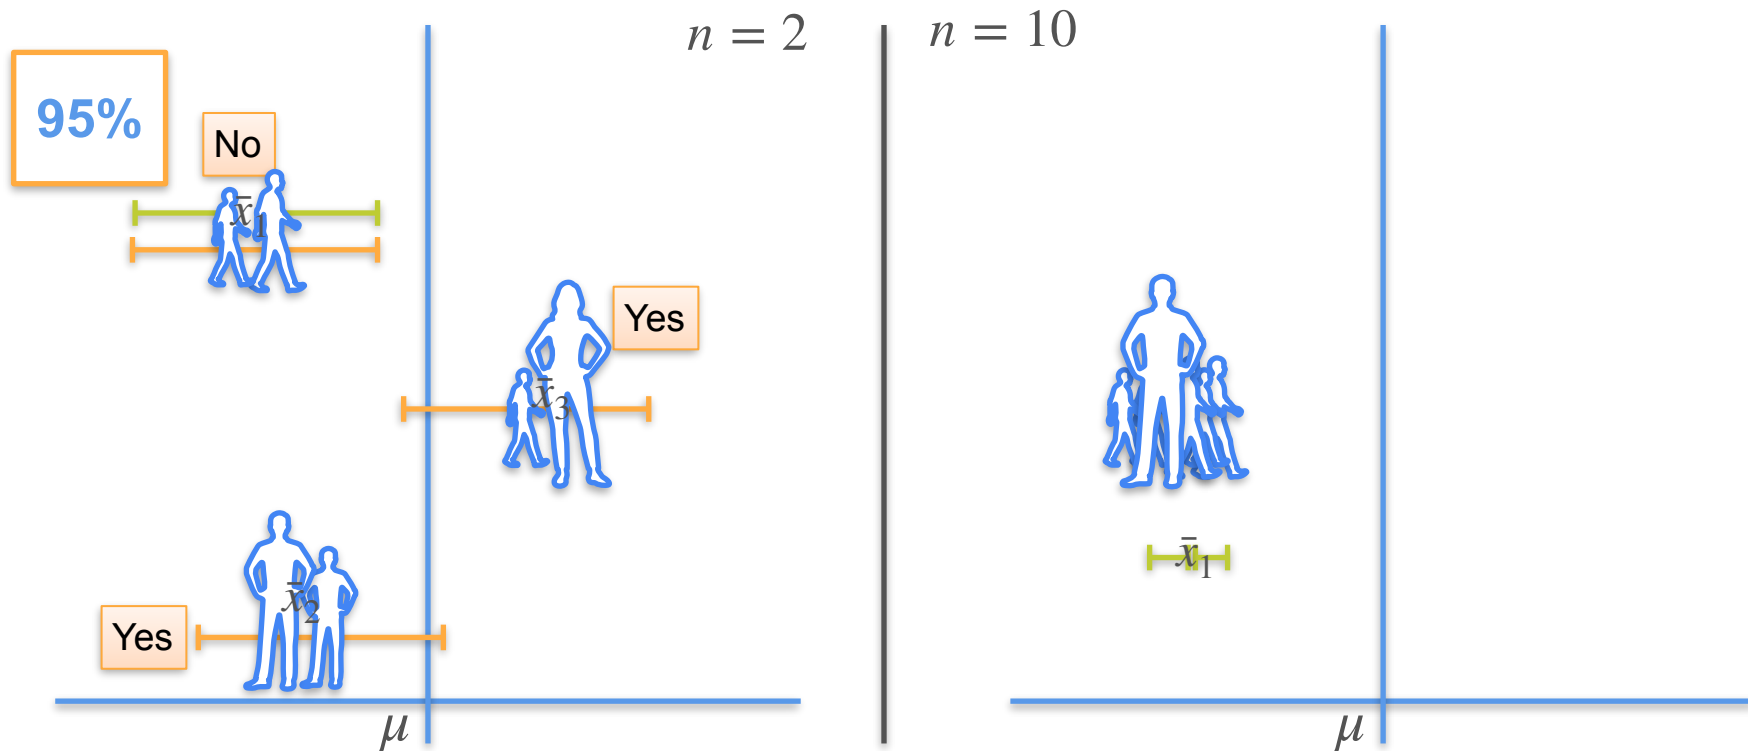 n = 2
n = 10
95%
No
x̄₁
Yes
x̄₃
x̄₂
Yes
x̄₁
μ
μ